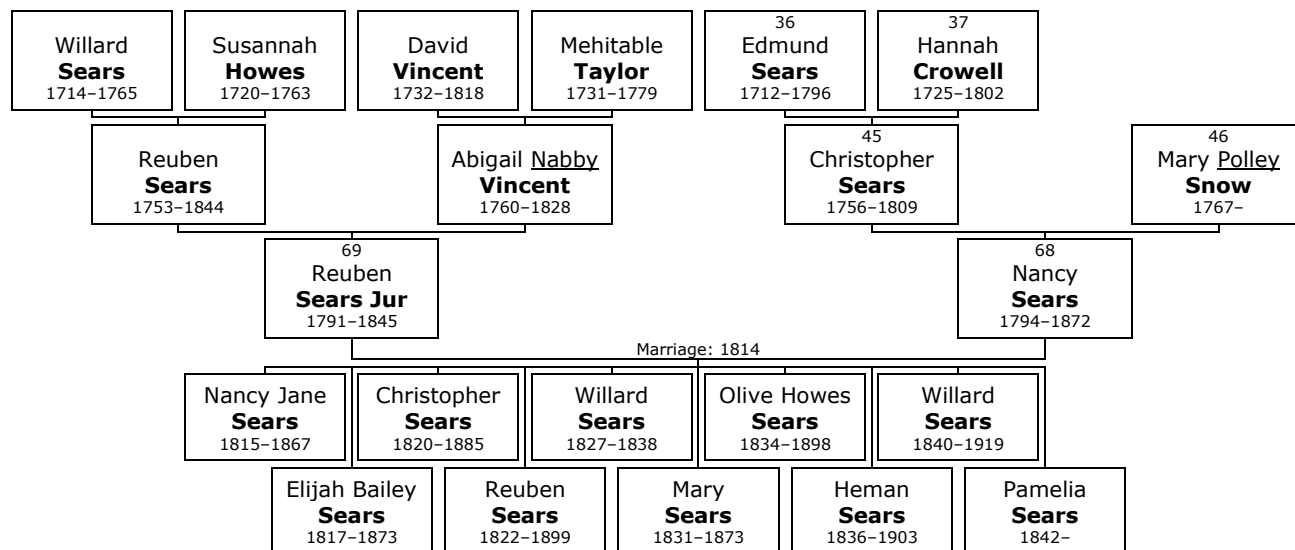 Willard
Sears
1714–1765
Susannah
Howes
1720–1763
David
Vincent
1732–1818
Mehitable
Taylor
1731–1779
36
Edmund
Sears
1712–1796
37
Hannah
Crowell
1725–1802
Reuben
Sears
1753–1844
Abigail Nabby
Vincent
1760–1828
45
Christopher
Sears
1756–1809
46
Mary Polley
Snow
1767–
69
Reuben
Sears Jur
1791–1845
68
Nancy
Sears
1794–1872
Marriage: 1814
Nancy Jane
Sears
1815–1867
Christopher
Sears
1820–1885
Willard
Sears
1827–1838
Olive Howes
Sears
1834–1898
Willard
Sears
1840–1919
Elijah Bailey
Sears
1817–1873
Reuben
Sears
1822–1899
Mary
Sears
1831–1873
Heman
Sears
1836–1903
Pamelia
Sears
1842–